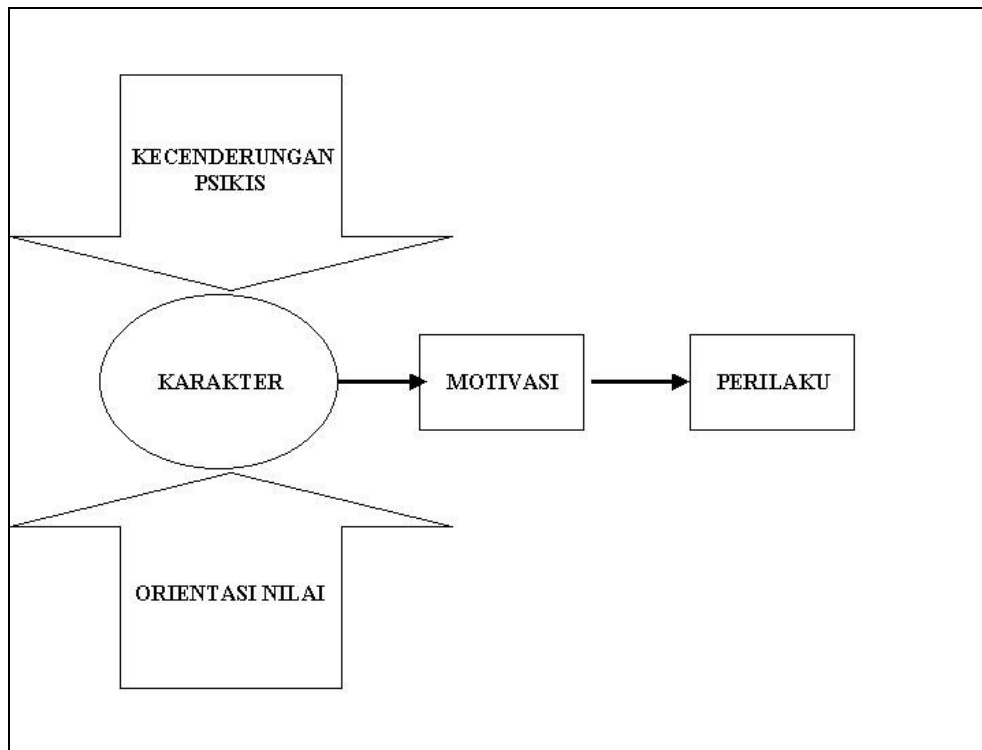 KECENDERUNGAN
PSIKIS
KARAKTER
MOTIVASI
PERILAKU
ORIENTASI NILAI